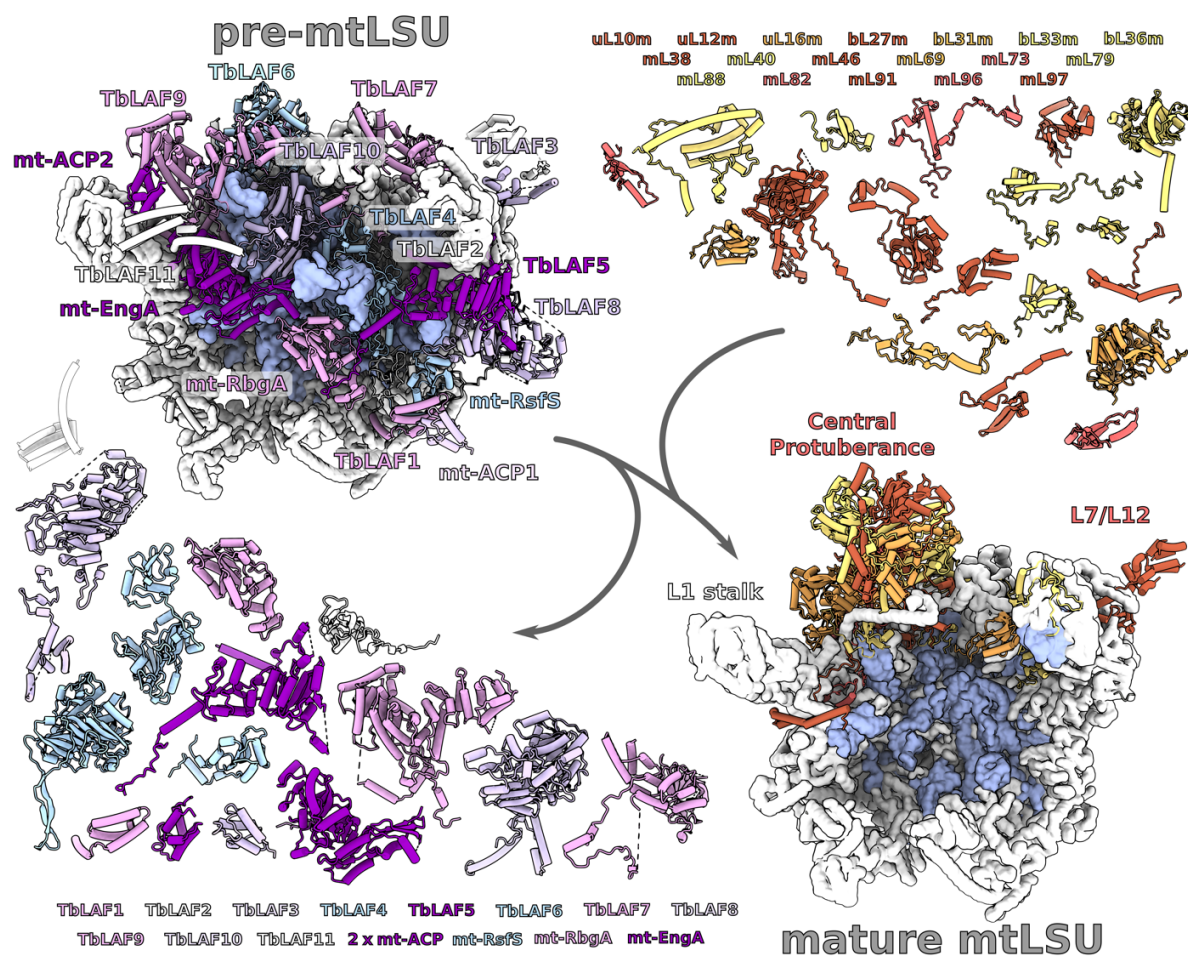 pre-mtLSU
uL10m uL12m uL16m bL27m bL31m bL33m bL36m
mL38 mL40 mL46 mL69 mL73 mL79
mL88 mL82 mL91 mL96 mL97
TbLAF6
TbLAF9
TbLAF7
TbLAF10
TbLAF3
mt-ACP2
TbLAF4
TbLAF2
TbLAF11
TbLAF5
mt-EngA
TbLAF8
mt-RbgA
mt-RsfS
TbLAF1
mt-ACP1
Central
Protuberance
L7/L12
L1 stalk
TbLAF1 TbLAF2 TbLAF3 TbLAF4 TbLAF5 TbLAF6 TbLAF7 TbLAF8
TbLAF9 TbLAF10 TbLAF11 2 x mt-ACP mt-RsfS mt-RbgA mt-EngA
mature mtLSU